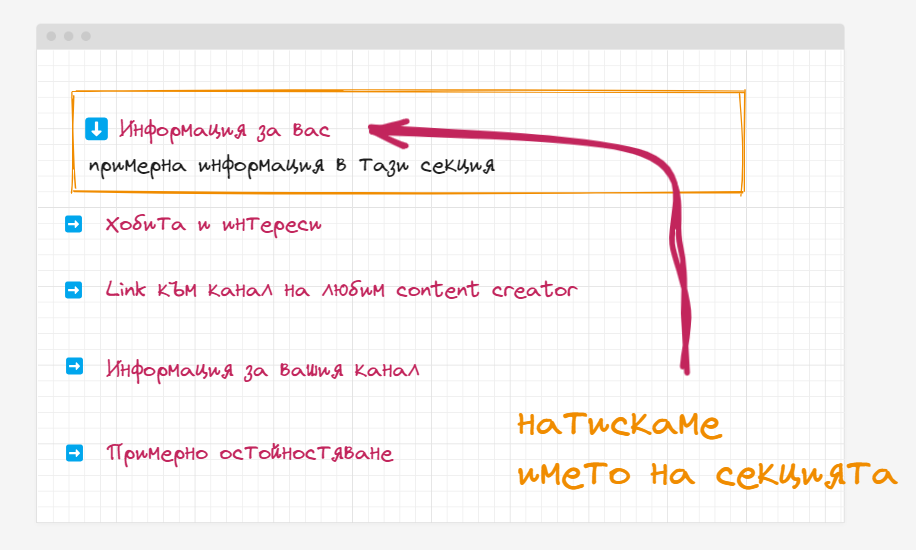 Информация за вас
примерна информация в тази секция
Хобита и интереси
Link към канал на любим content creator
Информация за вашия канал
Примерно остойностяване
натискаме
името на секцията